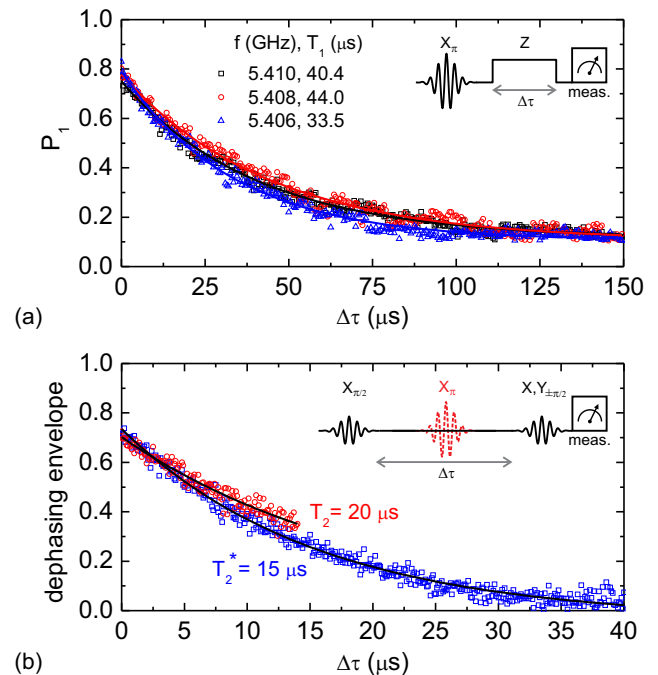 1.0
0.8
0.6
0.4
0.2
0.0
P₁
f (GHz), T₁ (μs)
5.410, 40.4
5.408, 44.0
5.406, 33.5
Xπ
Z
Δτ
meas.
0 25 50 75 100 125 150
(a)
Δτ (μs)
1.0
0.8
0.6
0.4
0.2
0.0
dephasing envelope
Xπ/2
Xπ
X,Y±π/2
meas.
Δτ
T₂= 20 μs
T₂*= 15 μs
0 5 10 15 20 25 30 35 40
(b)
Δτ (μs)